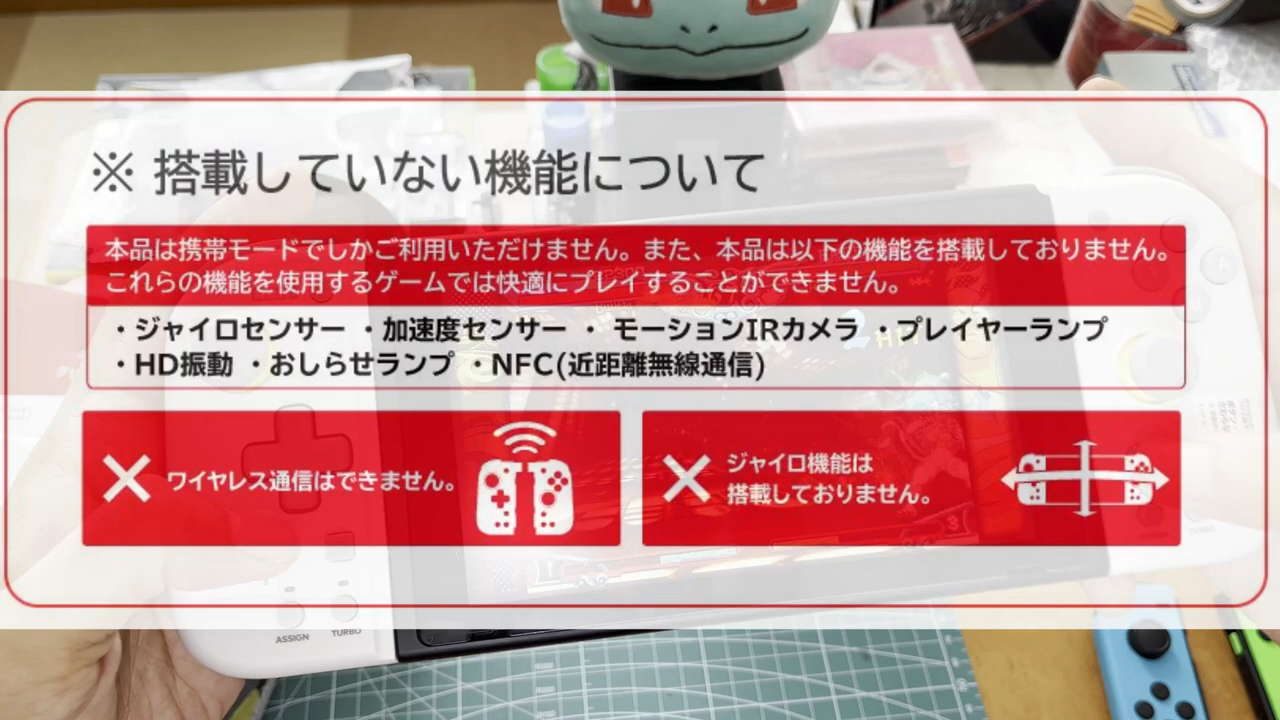 ※ 搭載していない機能について
本品は携帯モードでしかご利用いただけません。また、本品は以下の機能を搭載しておりません。
これらの機能を使用するゲームでは快適にプレイすることができません。
・ジャイロセンサー ・加速度センサー ・ モーションIRカメラ ・プレイヤーランプ
・HD振動 ・おしらせランプ ・NFC(近距離無線通信)
ワイヤレス通信はできません。
ジャイロ機能は
搭載しておりません。
ASSIGN
TURBO